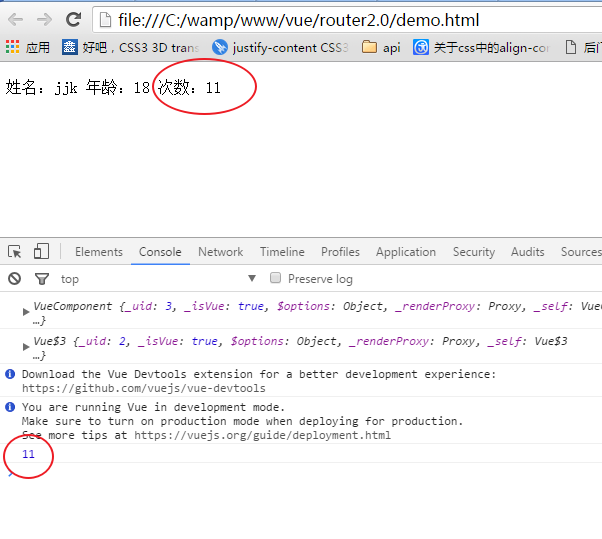 file:///C:/wamp/www/vue/router2.0/demo.html
应用 好吧，CSS3 3D trans justify-content CSS3 api 关于css中的align-co 后门
姓名：jjk 年龄：18 次数：11
Elements Console Network Timeline Profiles Application Security Audits Sources
top Preserve log
VueComponent {_uid: 3, _isVue: true, $options: Object, _renderProxy: Proxy, _self: Vue
…}
Vue$3 {_uid: 2, _isVue: true, $options: Object, _renderProxy: Proxy, _self: Vue$3
…}
Download the Vue Devtools extension for a better development experience:
https://github.com/vuejs/vue-devtools
You are running Vue in development mode.
Make sure to turn on production mode when deploying for production.
See more tips at https://vuejs.org/guide/deployment.html
11